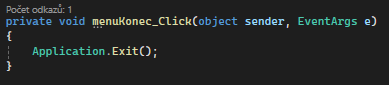 Počet odkazů: 1
private void menuKonec_Click(object sender, EventArgs e)
{
    Application.Exit();
}